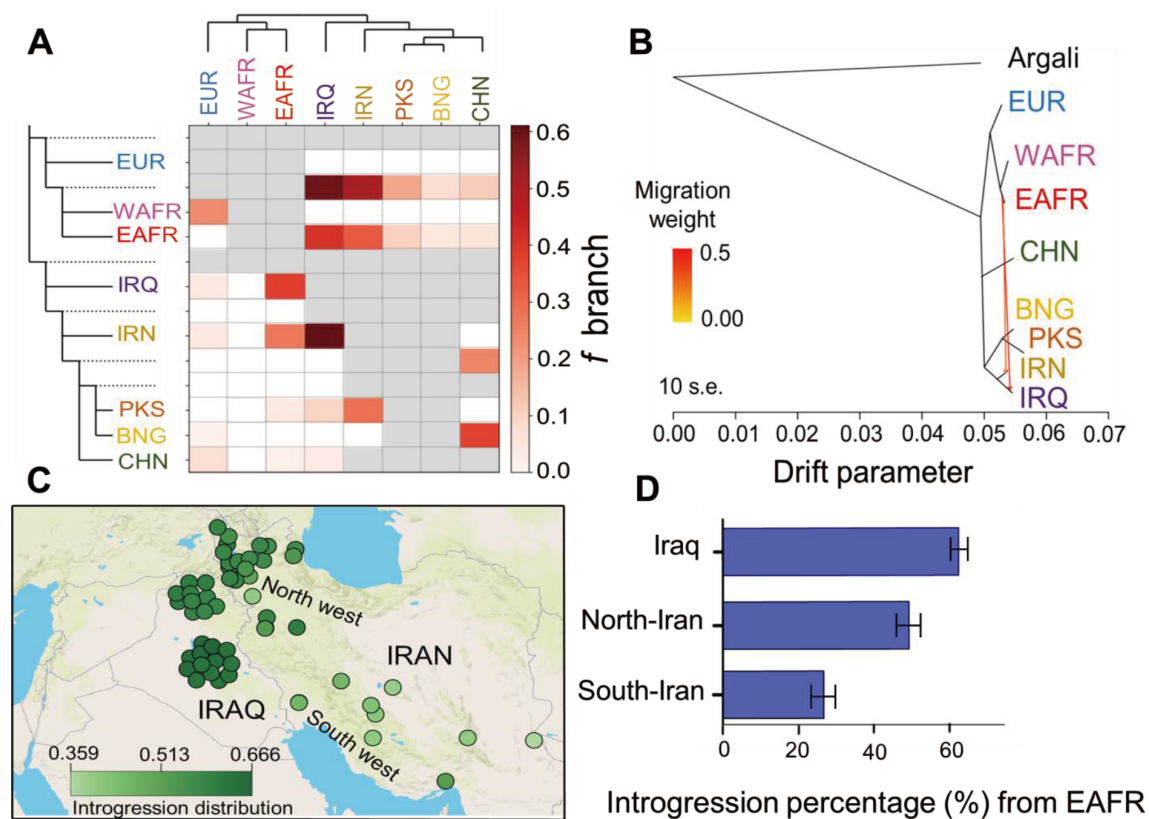 A
EUR
WAFR
EAFR
IRQ
IRN
PKS
BNG
CHN
EUR
WAFR
EAFR
IRQ
IRN
PKS
BNG
CHN
0.6
0.5
0.4
0.3
0.2
0.1
0.0
f branch
B
Argali
EUR
WAFR
EAFR
CHN
BNG
PKS
IRN
IRQ
Migration
weight
0.5
0.00
10 s.e.
0.00 0.01 0.02 0.03 0.04 0.05 0.06 0.07
Drift parameter
C
North west
IRAN
IRAQ
South west
0.359 0.513 0.666
Introgression distribution
D
Iraq
North-Iran
South-Iran
0 20 40 60
Introgression percentage (%) from EAFR